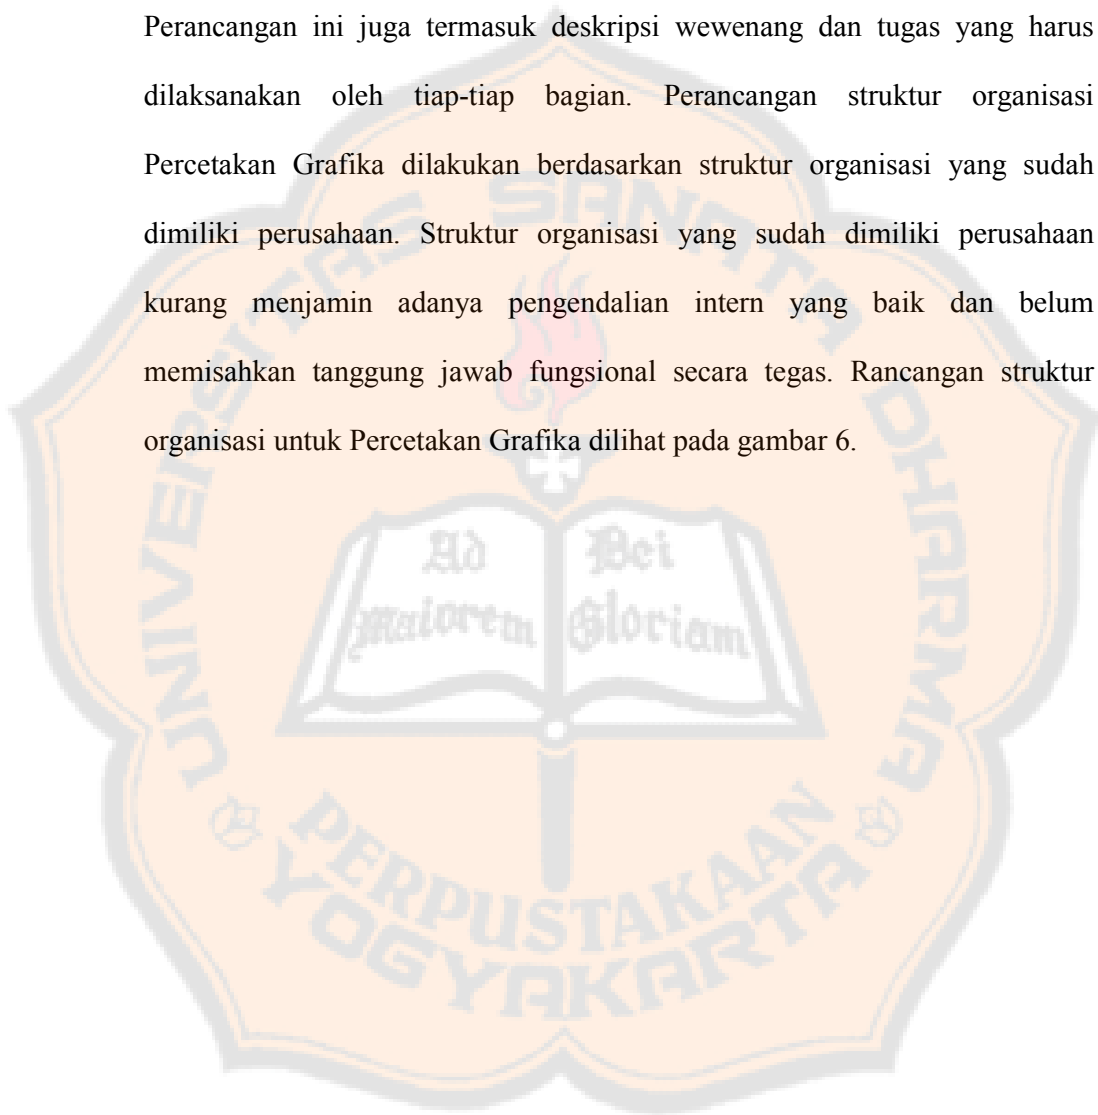 Perancangan ini juga termasuk deskripsi wewenang dan tugas yang harus
dilaksanakan oleh tiap-tiap bagian. Perancangan struktur organisasi
Percetakan Grafika dilakukan berdasarkan struktur organisasi yang sudah
dimiliki perusahaan. Struktur organisasi yang sudah dimiliki perusahaan
kurang menjamin adanya pengendalian intern yang baik dan belum
memisahkan tanggung jawab fungsional secara tegas. Rancangan struktur
organisasi untuk Percetakan Grafika dilihat pada gambar 6.
UNIVERSITAS SANATA DHARMA
Ad Dei
Maiorem Gloriam
PERPUSTAKAAN
YOGYAKARTA